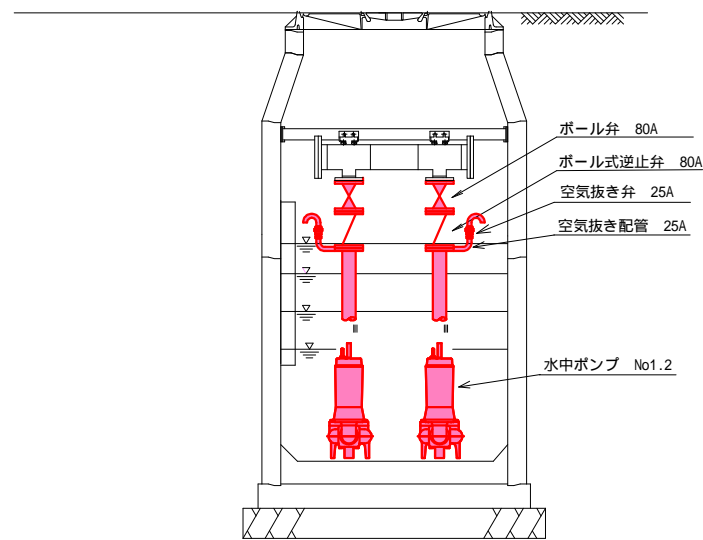 ボール弁 80A
ボール式逆止弁 80A
空気抜き弁 25A
空気抜き配管 25A
水中ポンプ No1.2